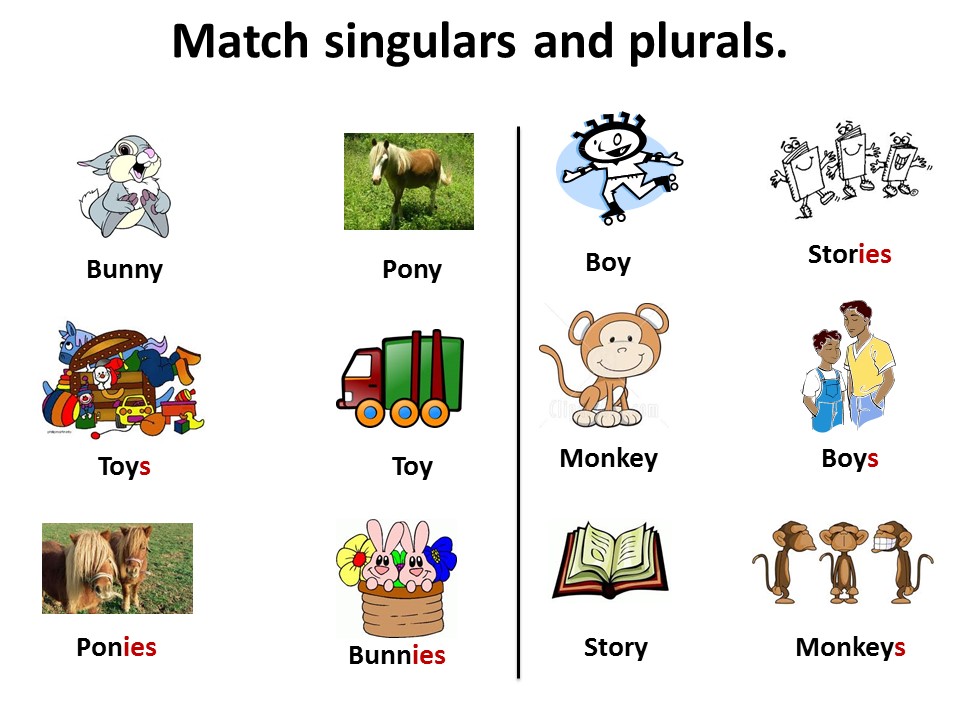 Match singulars and plurals.
Bunny
Pony
Boy
Stories
Toys
Toy
Monkey
Boys
Ponies
Bunnies
Story
Monkeys